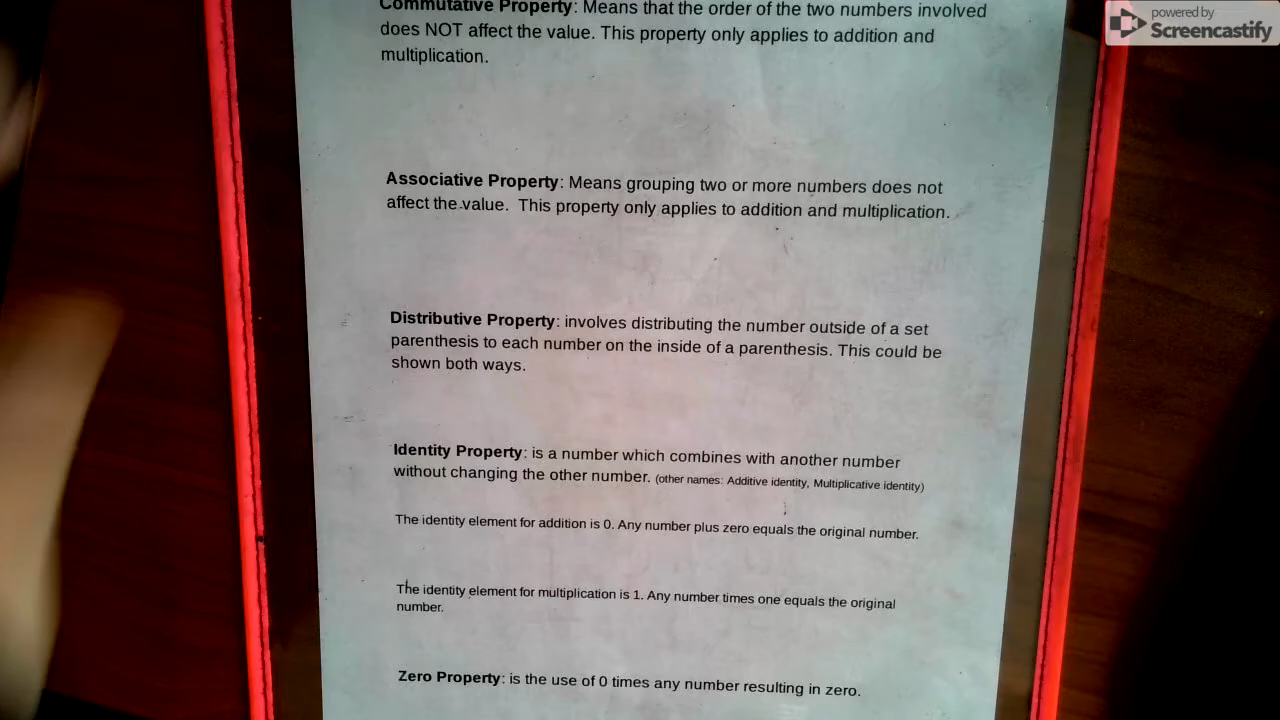 Commutative Property: Means that the order of the two numbers involved
does NOT affect the value. This property only applies to addition and
multiplication.
powered by
Screencastify
Associative Property: Means grouping two or more numbers does not
affect the value. This property only applies to addition and multiplication.
Distributive Property: involves distributing the number outside of a set
parenthesis to each number on the inside of a parenthesis. This could be
shown both ways.
Identity Property: is a number which combines with another number
without changing the other number. (other names: Additive identity, Multiplicative identity)
The identity element for addition is 0. Any number plus zero equals the original number.
The identity element for multiplication is 1. Any number times one equals the original
number.
Zero Property: is the use of 0 times any number resulting in zero.